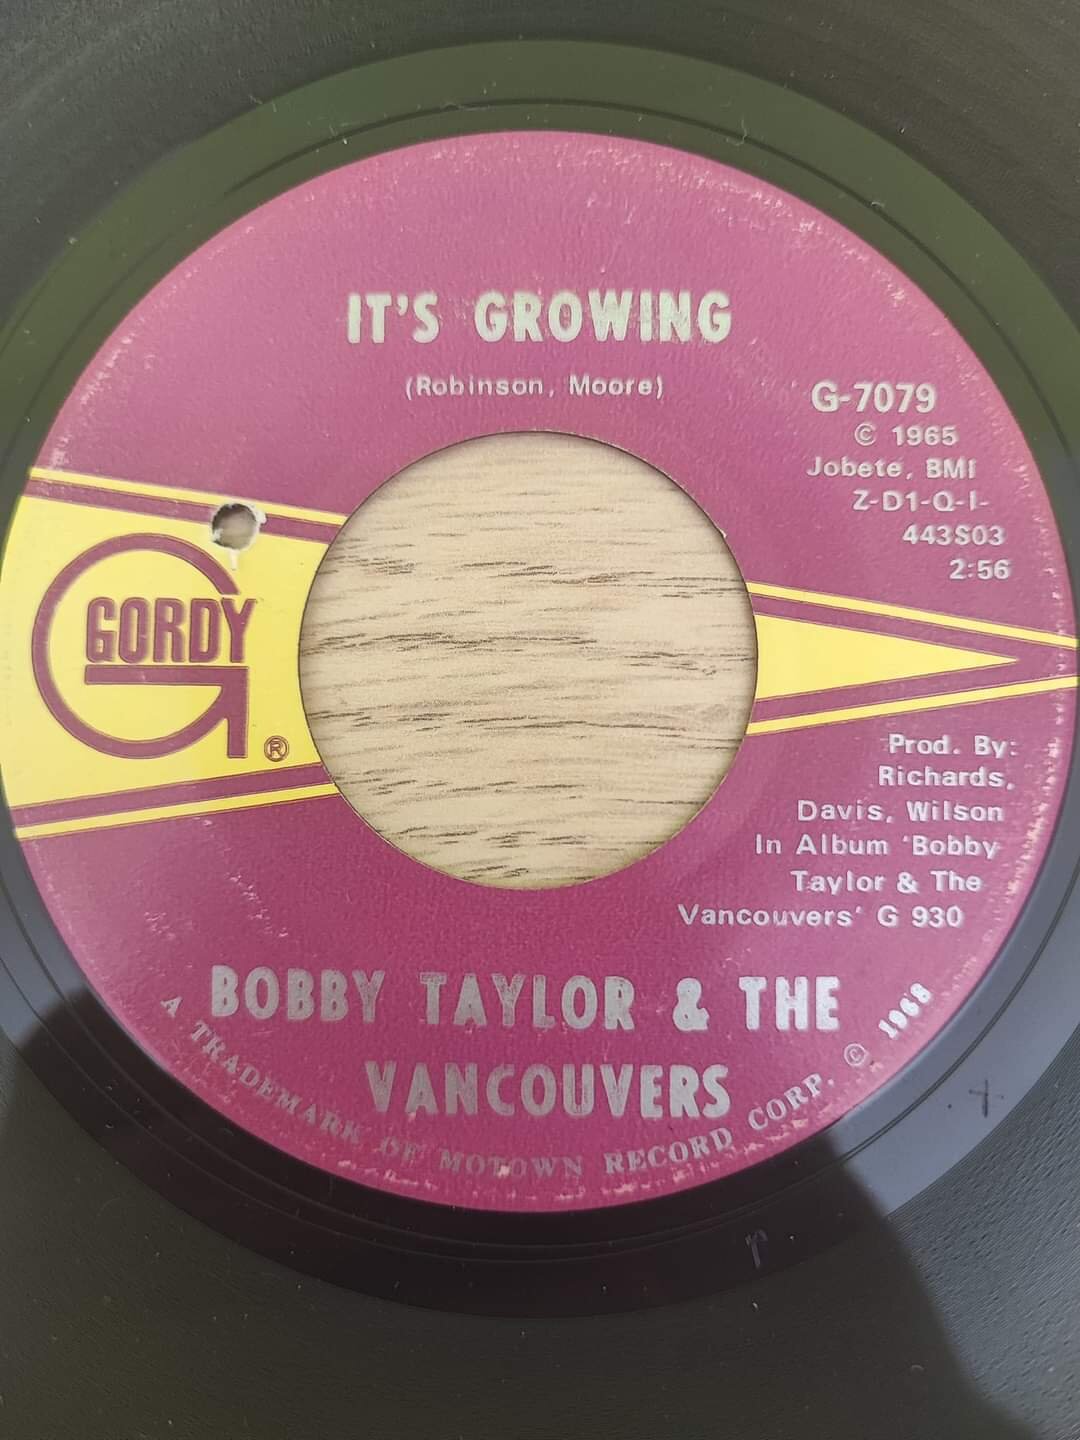 IT'S GROWING
(Robinson, Moore)
G-7079
© 1965
Jobete, BMI
Z-D1-Q-I-
443S03
2:56
GORDY
®
Prod. By:
Richards,
Davis, Wilson
In Album 'Bobby
Taylor & The
Vancouvers' G 930
BOBBY TAYLOR & THE
VANCOUVERS
A TRADEMARK OF MOTOWN RECORD CORP. © 1968